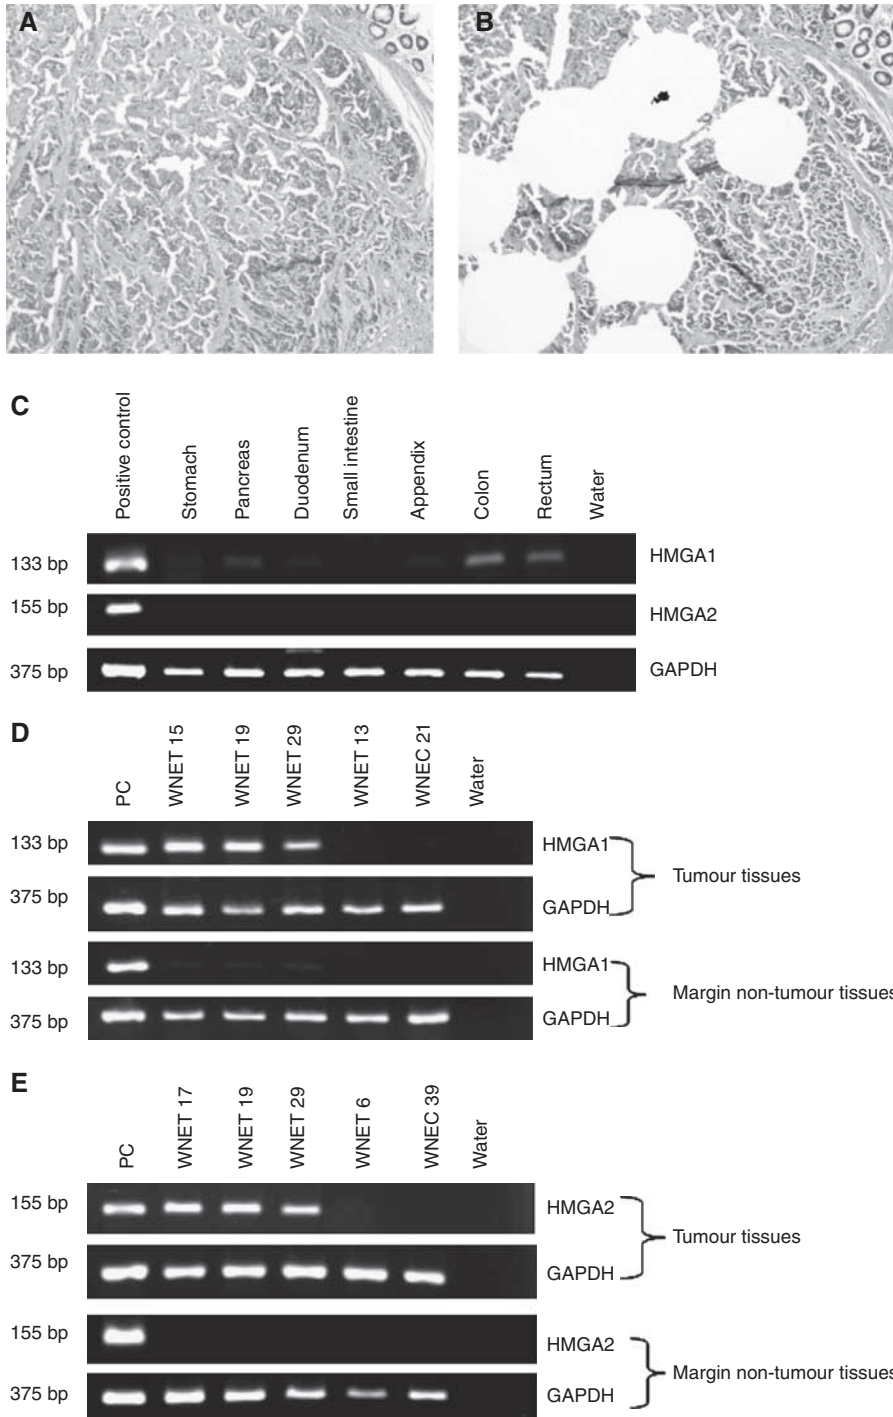 A
B
C
Positive control
Stomach
Pancreas
Duodenum
Small intestine
Appendix
Colon
Rectum
Water
133 bp
HMGA1
155 bp
HMGA2
375 bp
GAPDH
D
PC
WNET 15
WNET 19
WNET 29
WNET 13
WNEC 21
Water
133 bp
HMGA1
Tumour tissues
375 bp
GAPDH
133 bp
HMGA1
Margin non-tumour tissues
375 bp
GAPDH
E
PC
WNET 17
WNET 19
WNET 29
WNET 6
WNEC 39
Water
155 bp
HMGA2
Tumour tissues
375 bp
GAPDH
155 bp
HMGA2
Margin non-tumour tissues
375 bp
GAPDH